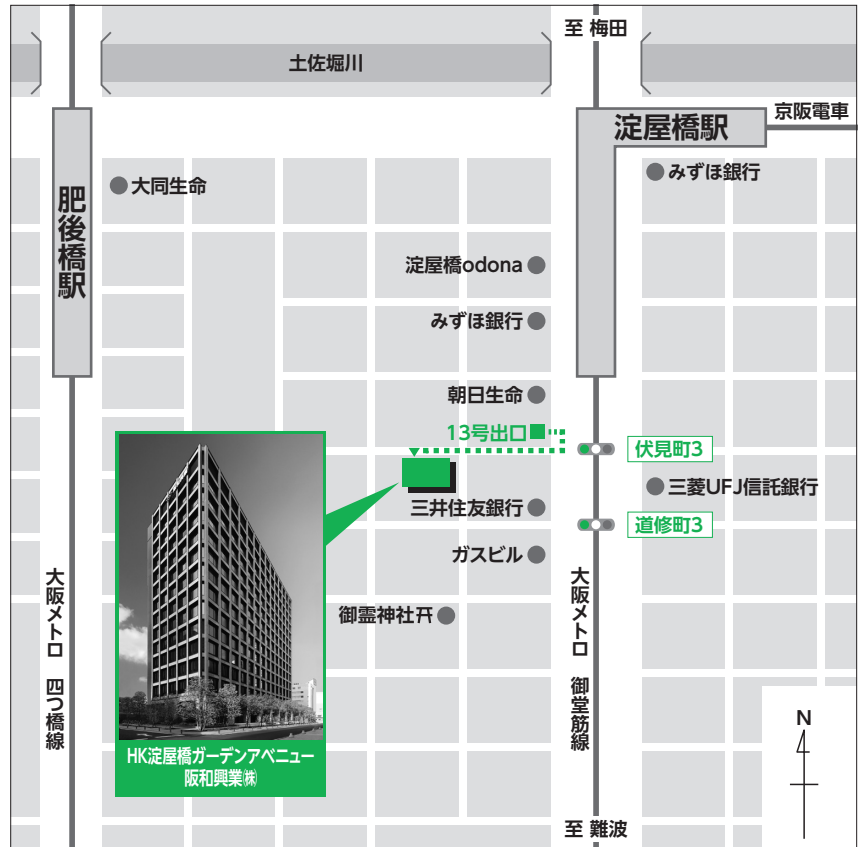 至 梅田
土佐堀川
京阪電車
淀屋橋駅
みずほ銀行
大同生命
肥後橋駅
淀屋橋odona
みずほ銀行
朝日生命
13号出口
伏見町3
三菱UFJ信託銀行
三井住友銀行
道修町3
ガスビル
御霊神社
大阪メトロ 四つ橋線
大阪メトロ 御堂筋線
N
HK淀屋橋ガーデンアベニュー
阪和興業㈱
至 難波